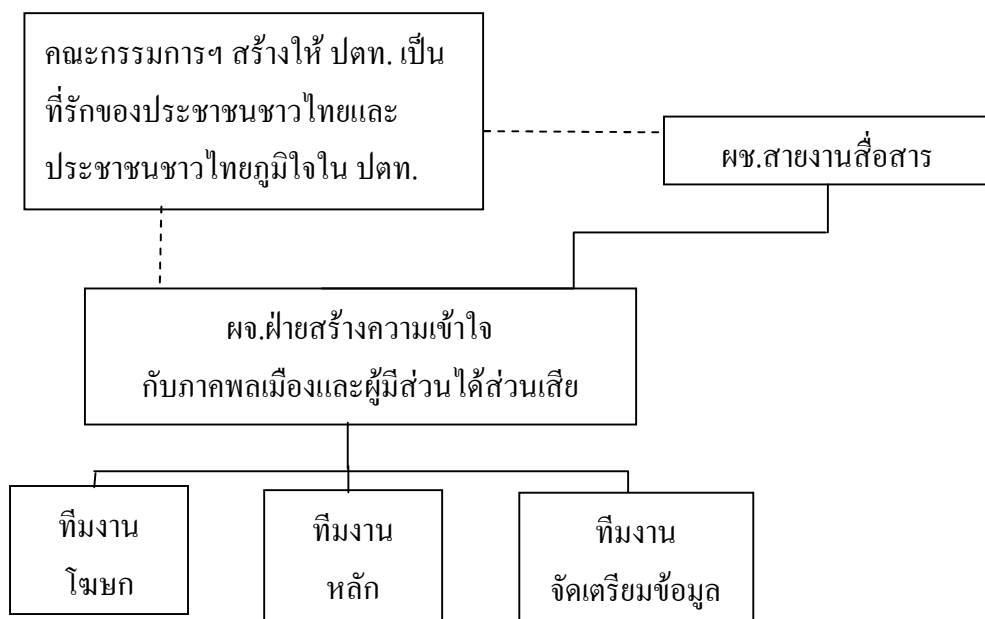 คณะกรรมการฯ สร้างให้ ปตท. เป็น
ที่รักของประชาชนชาวไทยและ
ประชาชนชาวไทยภูมิใจใน ปตท.
ผช.สายงานสื่อสาร
ผจ.ฝ่ายสร้างความเข้าใจ
กับภาคพลเมืองและผู้มีส่วนได้ส่วนเสีย
ทีมงาน
โฆษก
ทีมงาน
หลัก
ทีมงาน
จัดเตรียมข้อมูล